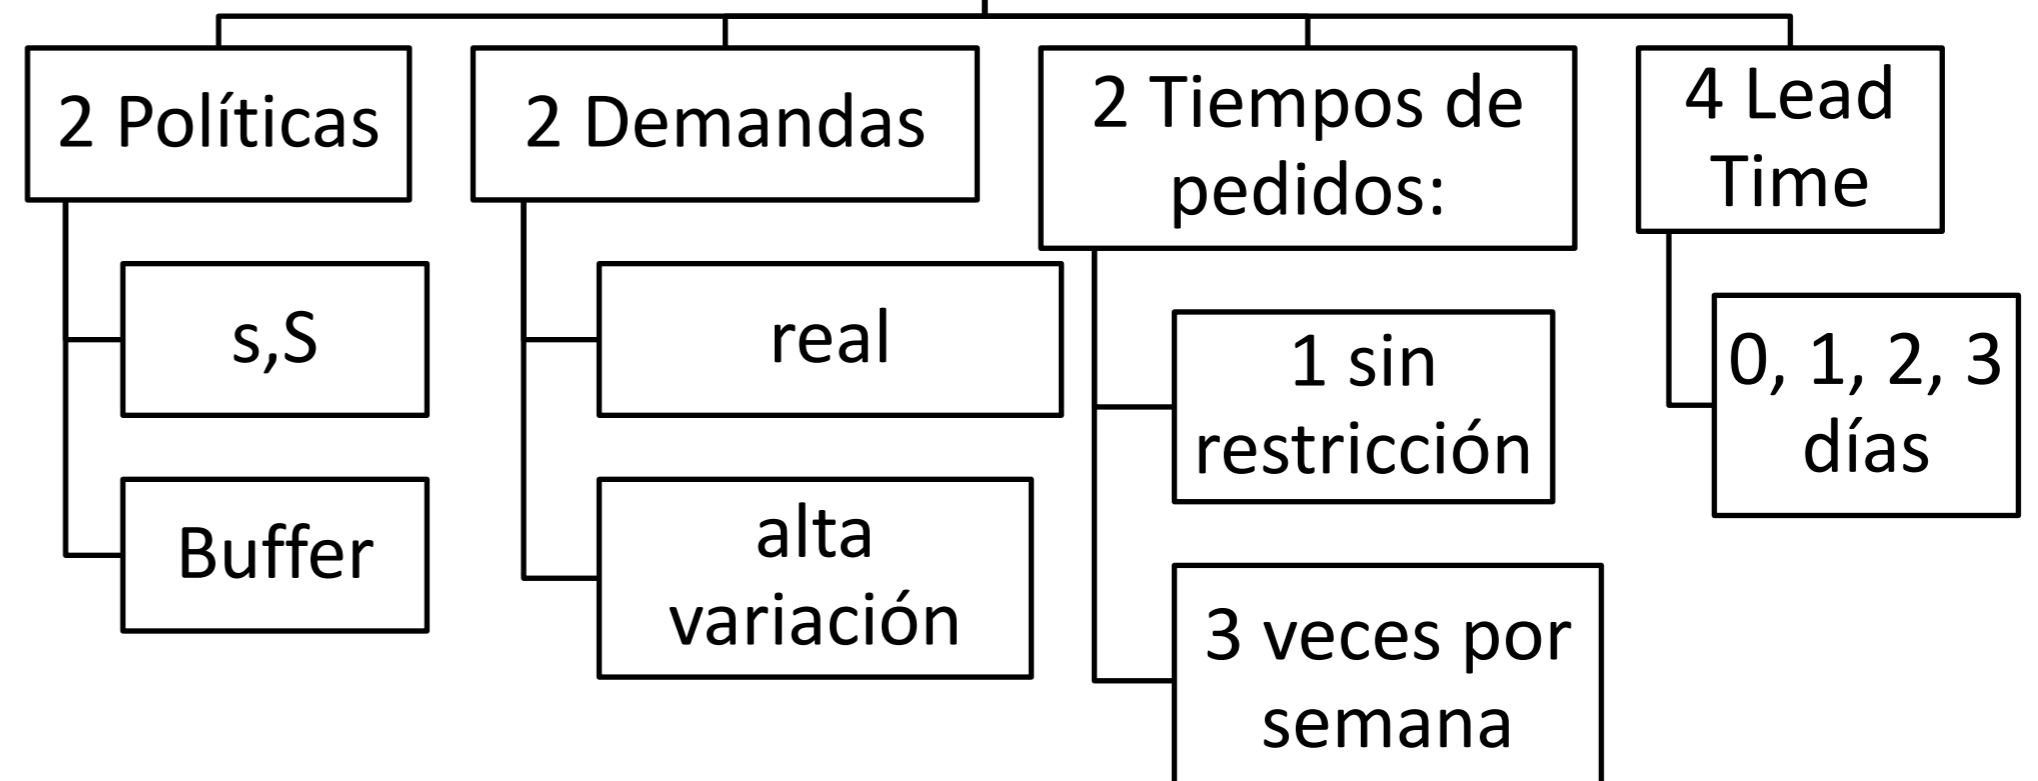 2 Políticas
s,S
Buffer
2 Demandas
real
alta
variación
2 Tiempos de
pedidos:
1 sin
restricción
3 veces por
semana
4 Lead
Time
0, 1, 2, 3
días